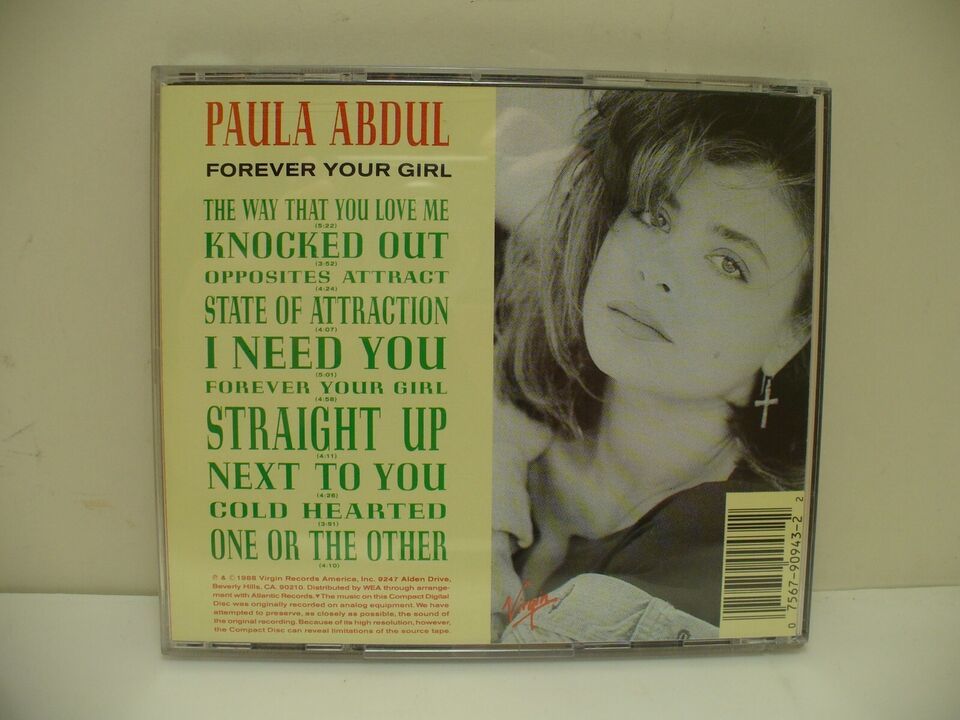 PAULA ABDUL
FOREVER YOUR GIRL
THE WAY THAT YOU LOVE ME
(5:22)
KNOCKED OUT
(3:52)
OPPOSITES ATTRACT
(4:24)
STATE OF ATTRACTION
(4:07)
I NEED YOU
(5:01)
FOREVER YOUR GIRL
(4:58)
STRAIGHT UP
(4:11)
NEXT TO YOU
(4:26)
COLD HEARTED
(3:51)
ONE OR THE OTHER
(4:10)
℗ & © 1988 Virgin Records America, Inc. 9247 Alden Drive,
Beverly Hills, CA. 90210. Distributed by WEA through arrange-
ment with Atlantic Records. ▼ The music on this Compact Digital
Disc was originally recorded on analog equipment. We have
attempted to preserve, as closely as possible, the sound of
the original recording. Because of its high resolution, however,
the Compact Disc can reveal limitations of the source tape.
Virgin
0 7567-90943-2 2